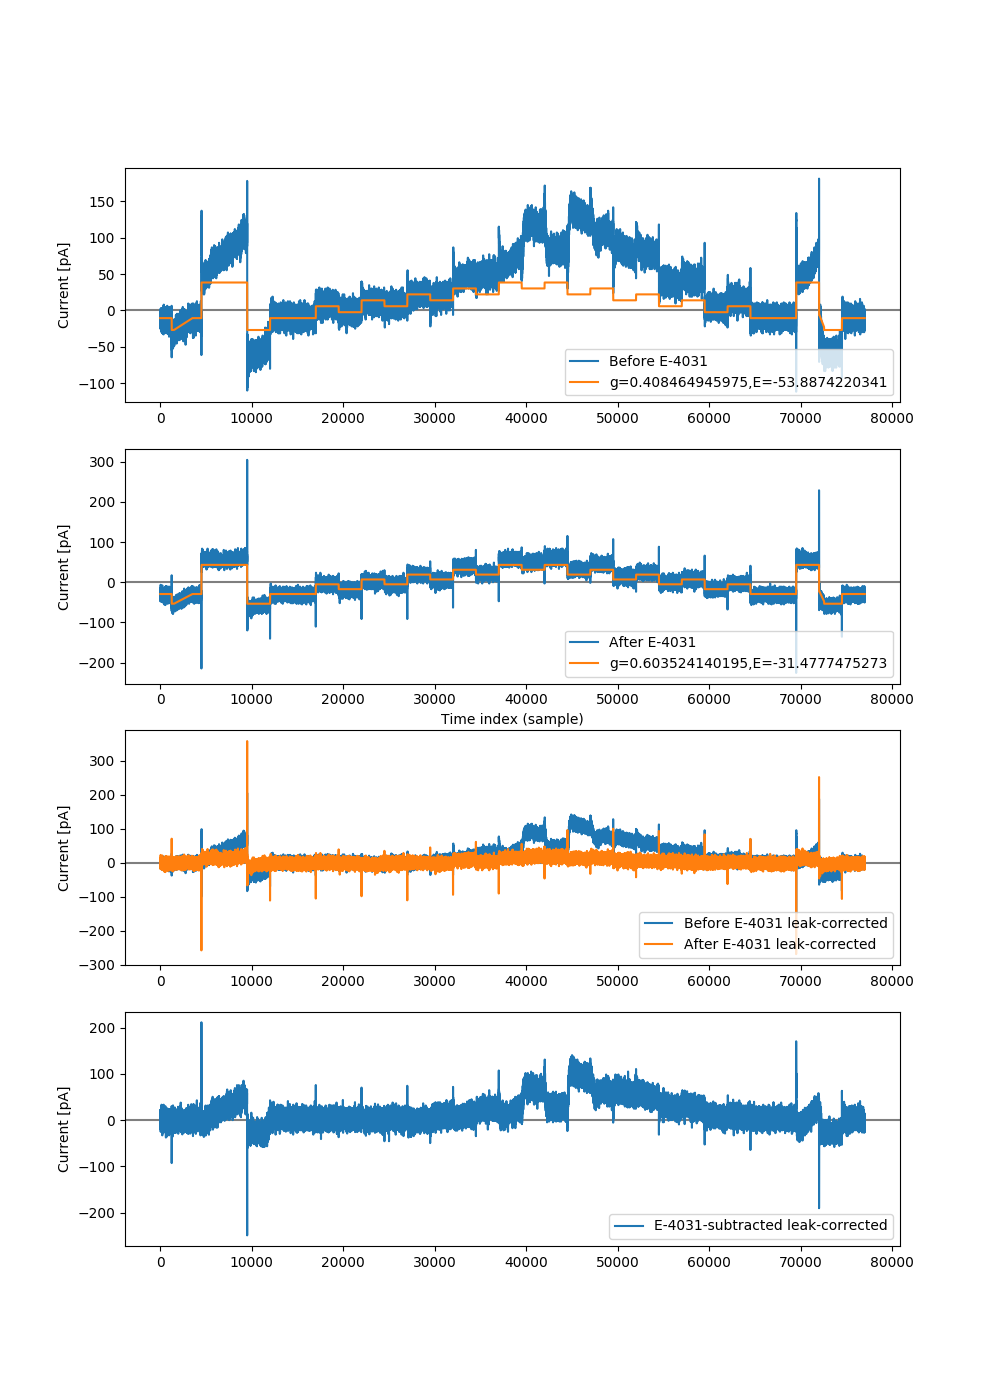 150
100
50
0
−50
−100
Current [pA]
Before E-4031
g=0.408464945975,E=-53.8874220341
0 10000 20000 30000 40000 50000 60000 70000 80000
300
200
100
0
−100
−200
Current [pA]
After E-4031
g=0.603524140195,E=-31.4777475273
0 10000 20000 30000 40000 50000 60000 70000 80000
Time index (sample)
300
200
100
0
−100
−200
−300
Current [pA]
Before E-4031 leak-corrected
After E-4031 leak-corrected
0 10000 20000 30000 40000 50000 60000 70000 80000
200
100
0
−100
−200
Current [pA]
E-4031-subtracted leak-corrected
0 10000 20000 30000 40000 50000 60000 70000 80000